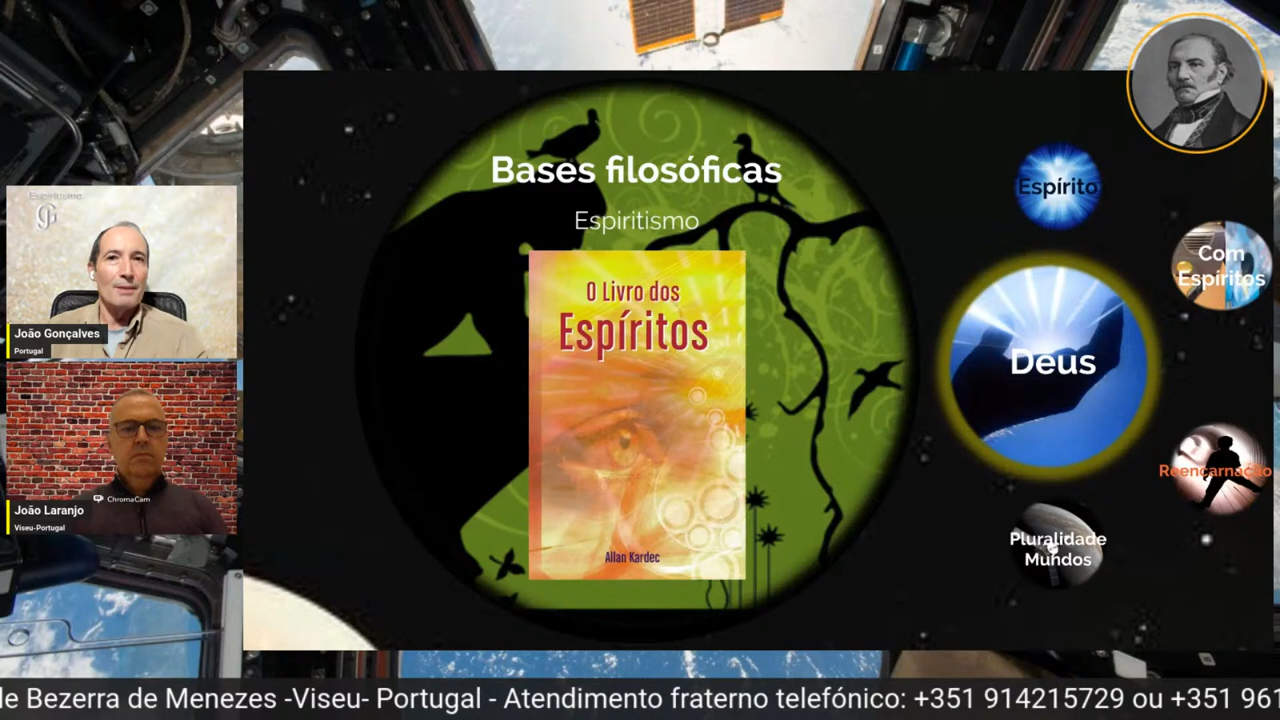 Espiritismo
João Gonçalves
Portugal
ChromaCam
João Laranjo
Viseu-Portugal
Bases filosóficas
Espiritismo
O Livro dos
Espíritos
Allan Kardec
Espírito
Com
Espíritos
Deus
Reencarnação
Pluralidade
Mundos
de Bezerra de Menezes -Viseu- Portugal - Atendimento fraterno telefónico: +351 914215729 ou +351 961